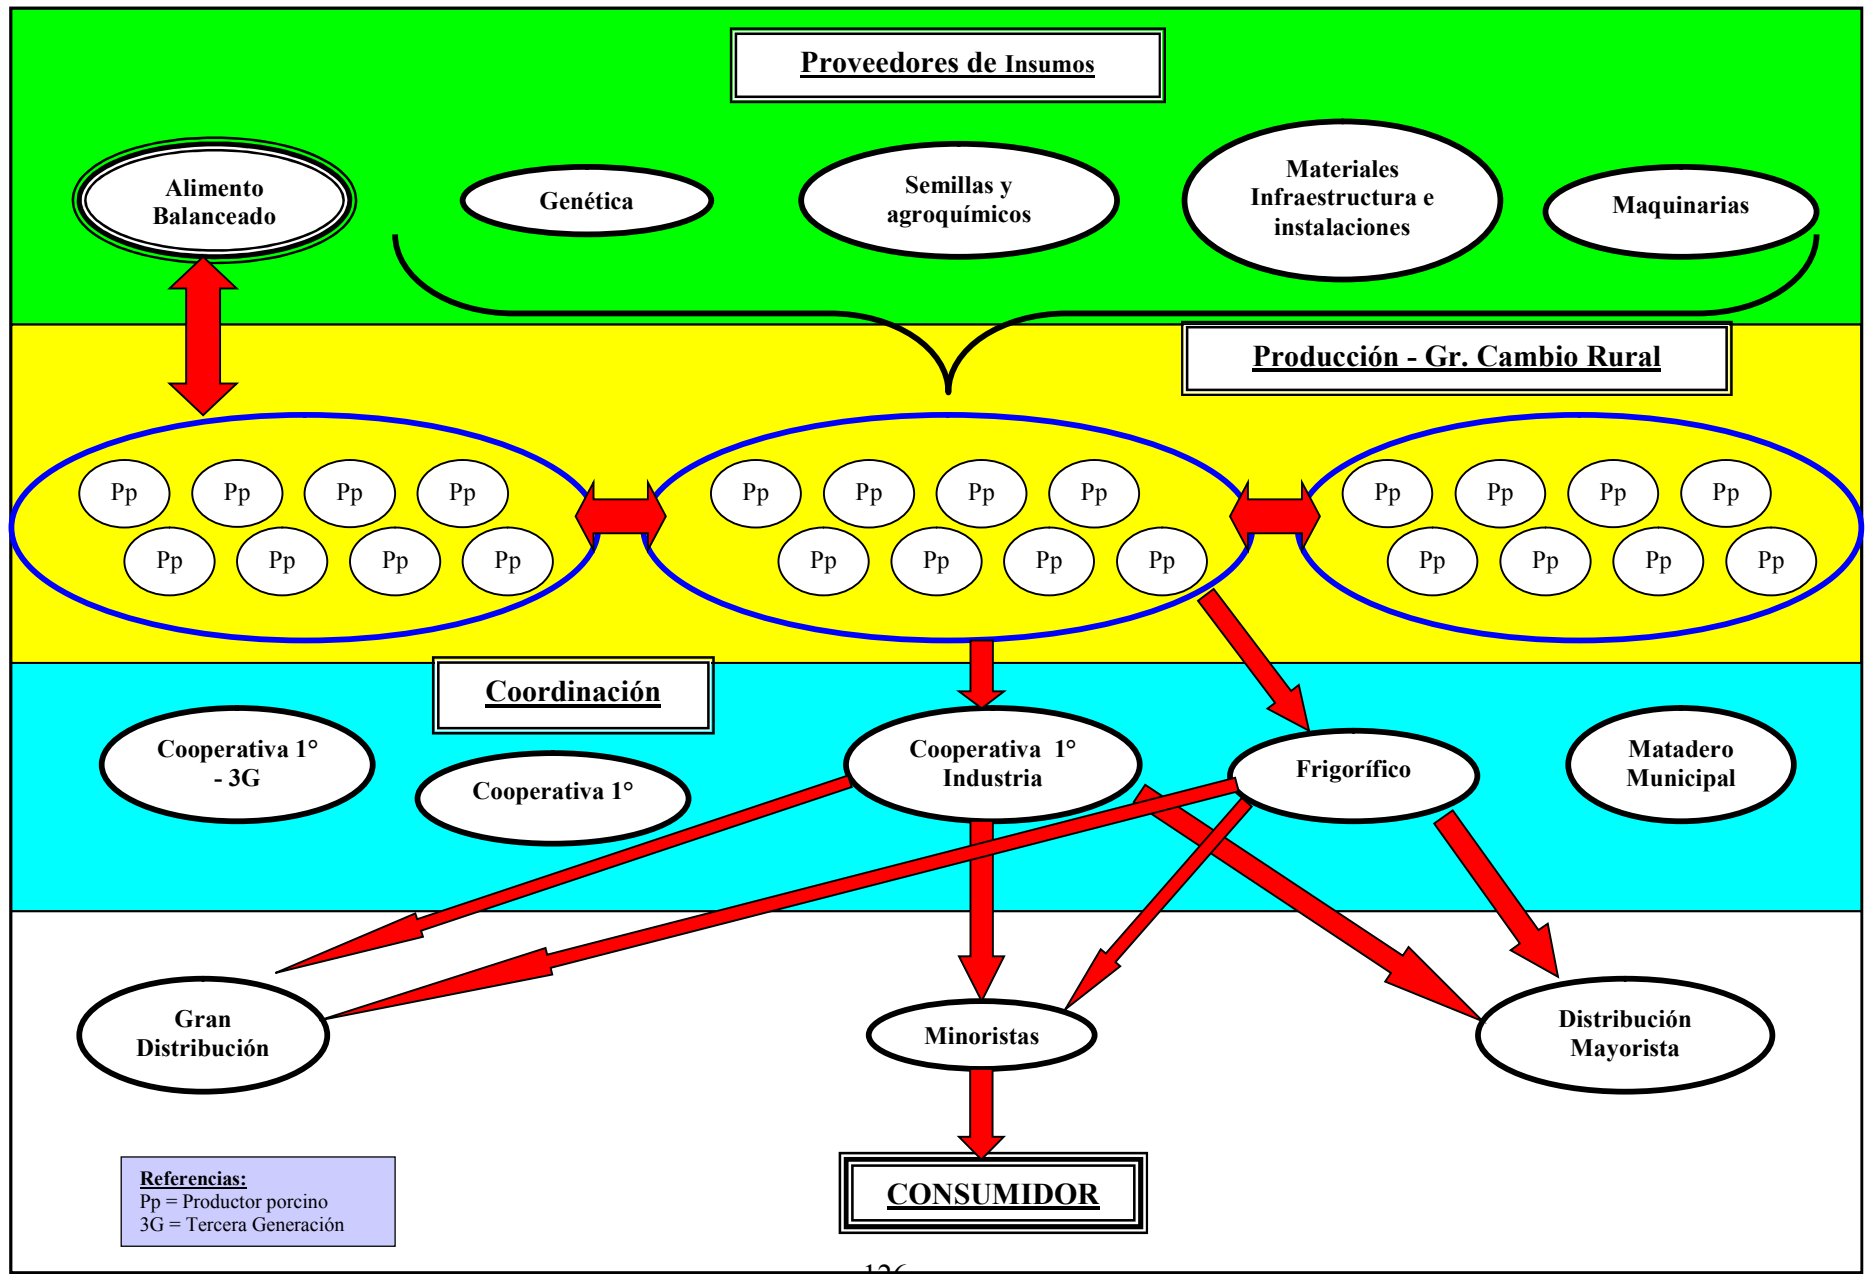 Proveedores de Insumos
Alimento
Balanceado
Genética
Semillas y
agroquímicos
Materiales
Infraestructura e
instalaciones
Maquinarias
Producción - Gr. Cambio Rural
Pp Pp Pp Pp
Pp Pp Pp Pp
Pp Pp Pp Pp
Pp Pp Pp Pp
Pp Pp Pp Pp
Pp Pp Pp Pp
Coordinación
Cooperativa 1°
- 3G
Cooperativa 1°
Cooperativa 1°
Industria
Frigorífico
Matadero
Municipal
Gran
Distribución
Minoristas
Distribución
Mayorista
CONSUMIDOR
Referencias:
Pp = Productor porcino
3G = Tercera Generación